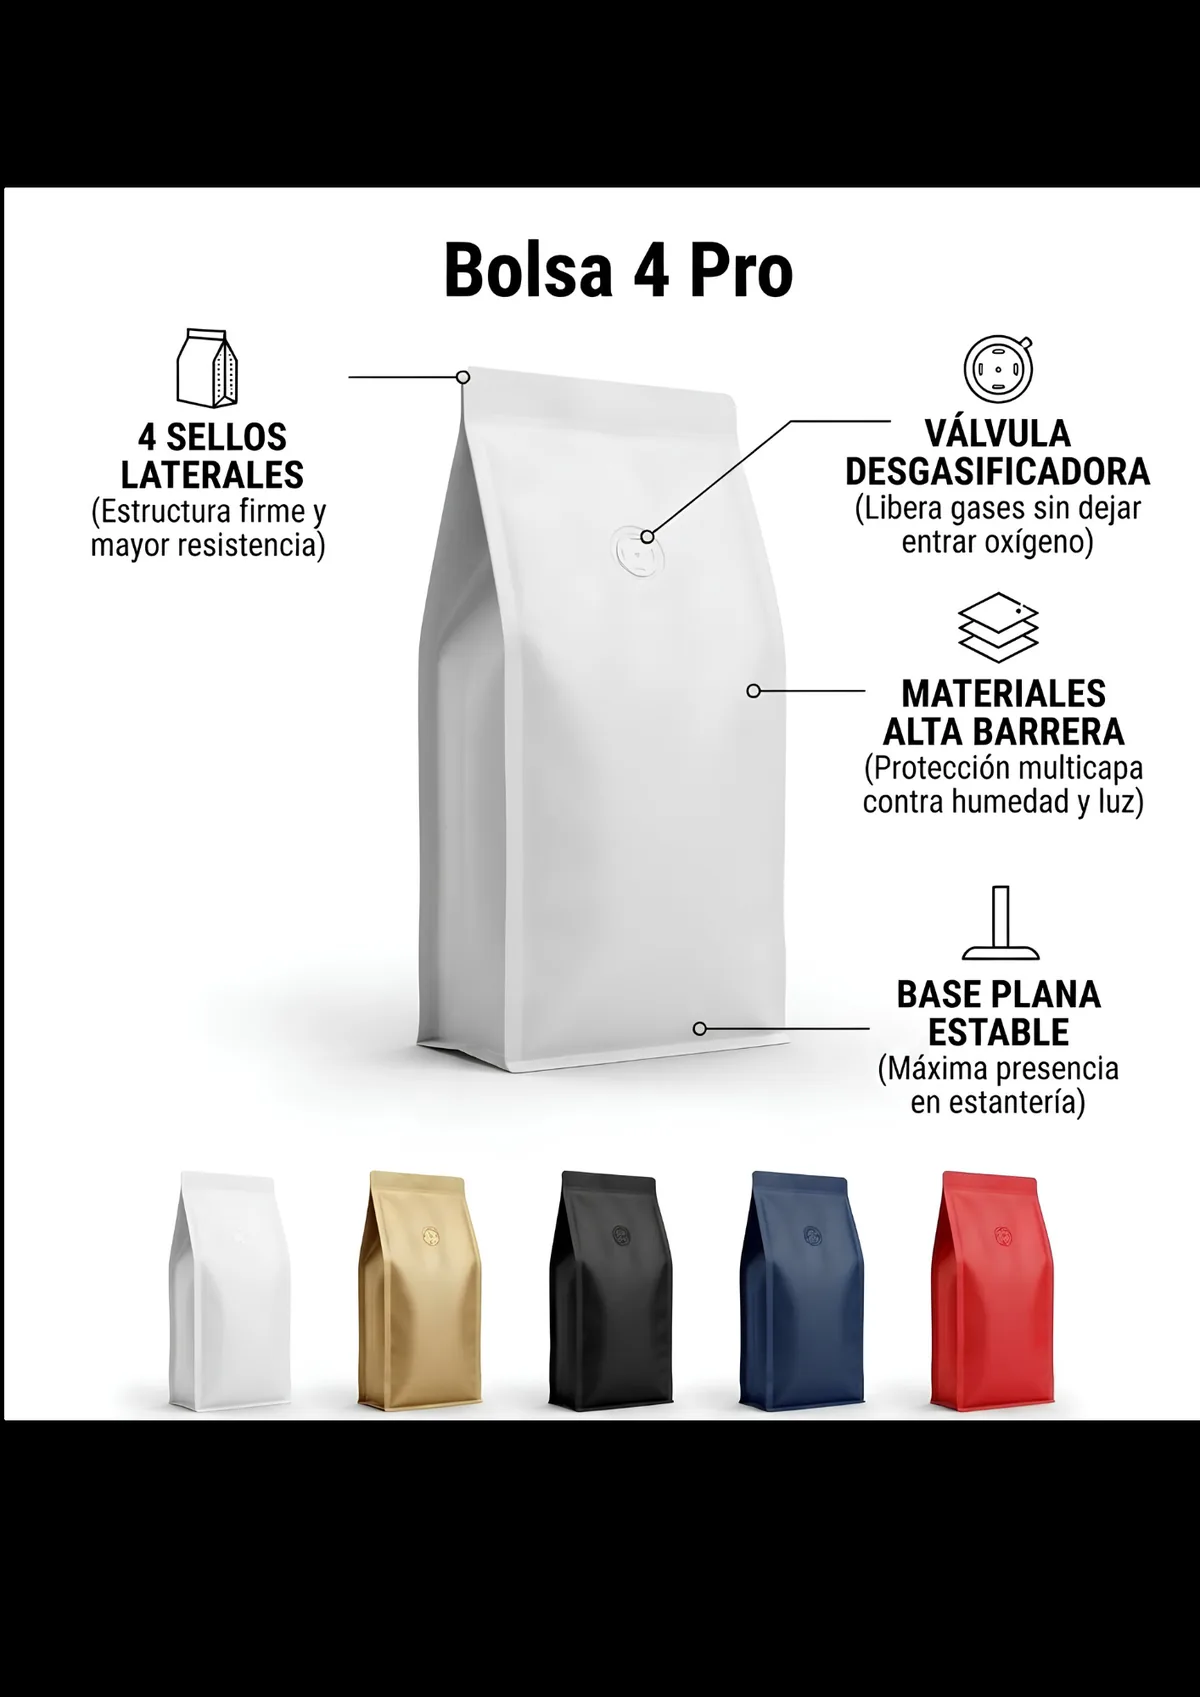 Bolsa 4 Pro
4 SELLOS
LATERALES
(Estructura firme y
mayor resistencia)
VÁLVULA
DESGASIFICADORA
(Libera gases sin dejar
entrar oxígeno)
MATERIALES
ALTA BARRERA
(Protección multicapa
contra humedad y luz)
BASE PLANA
ESTABLE
(Máxima presencia
en estantería)